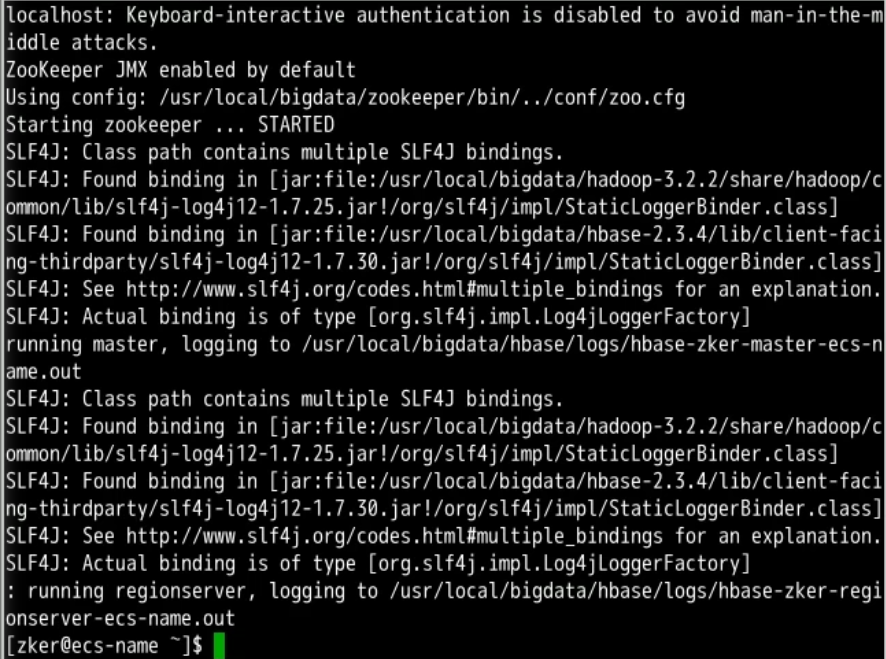 localhost: Keyboard-interactive authentication is disabled to avoid man-in-the-m
iddle attacks.
ZooKeeper JMX enabled by default
Using config: /usr/local/bigdata/zookeeper/bin/../conf/zoo.cfg
Starting zookeeper ... STARTED
SLF4J: Class path contains multiple SLF4J bindings.
SLF4J: Found binding in [jar:file:/usr/local/bigdata/hadoop-3.2.2/share/hadoop/c
ommon/lib/slf4j-log4j12-1.7.25.jar!/org/slf4j/impl/StaticLoggerBinder.class]
SLF4J: Found binding in [jar:file:/usr/local/bigdata/hbase-2.3.4/lib/client-faci
ng-thirdparty/slf4j-log4j12-1.7.30.jar!/org/slf4j/impl/StaticLoggerBinder.class]
SLF4J: See http://www.slf4j.org/codes.html#multiple_bindings for an explanation.
SLF4J: Actual binding is of type [org.slf4j.impl.Log4jLoggerFactory]
running master, logging to /usr/local/bigdata/hbase/logs/hbase-zker-master-ecs-n
ame.out
SLF4J: Class path contains multiple SLF4J bindings.
SLF4J: Found binding in [jar:file:/usr/local/bigdata/hadoop-3.2.2/share/hadoop/c
ommon/lib/slf4j-log4j12-1.7.25.jar!/org/slf4j/impl/StaticLoggerBinder.class]
SLF4J: Found binding in [jar:file:/usr/local/bigdata/hbase-2.3.4/lib/client-faci
ng-thirdparty/slf4j-log4j12-1.7.30.jar!/org/slf4j/impl/StaticLoggerBinder.class]
SLF4J: See http://www.slf4j.org/codes.html#multiple_bindings for an explanation.
SLF4J: Actual binding is of type [org.slf4j.impl.Log4jLoggerFactory]
: running regionserver, logging to /usr/local/bigdata/hbase/logs/hbase-zker-regi
onserver-ecs-name.out
[zker@ecs-name ~]$